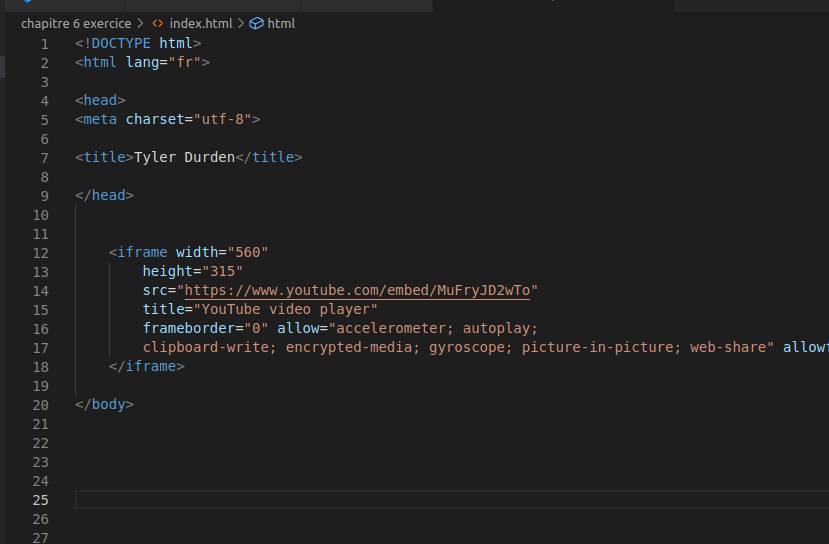 chapitre 6 exercice > <> index.html > html
1 <!DOCTYPE html>
2 <html lang="fr">
3
4 <head>
5 <meta charset="utf-8">
6
7 <title>Tyler Durden</title>
8
9 </head>
10
11
12 <iframe width="560"
13 height="315"
14 src="https://www.youtube.com/embed/MuFryJD2wTo"
15 title="YouTube video player"
16 frameborder="0" allow="accelerometer; autoplay;
17 clipboard-write; encrypted-media; gyroscope; picture-in-picture; web-share" allowf
18 </iframe>
19
20 </body>
21
22
23
24
25
26
27